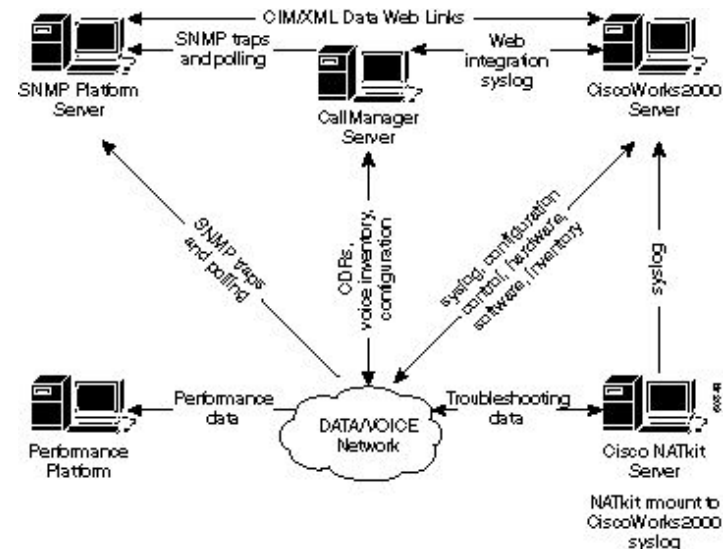 CIM/XML Data Web Links
SNMP traps
and polling
Web
integration
syslog
SNMP Platform
Server
CallManager
Server
CiscoWorks2000
Server
SNMP traps
and polling
CDRs,
voice inventory,
configuration
syslog, configuration
control, hardware,
software, inventory
syslog
Performance
data
DATA/VOICE
Network
Troubleshooting
data
Performance
Platform
Cisco NATkit
Server
NATkit mount to
CiscoWorks2000
syslog